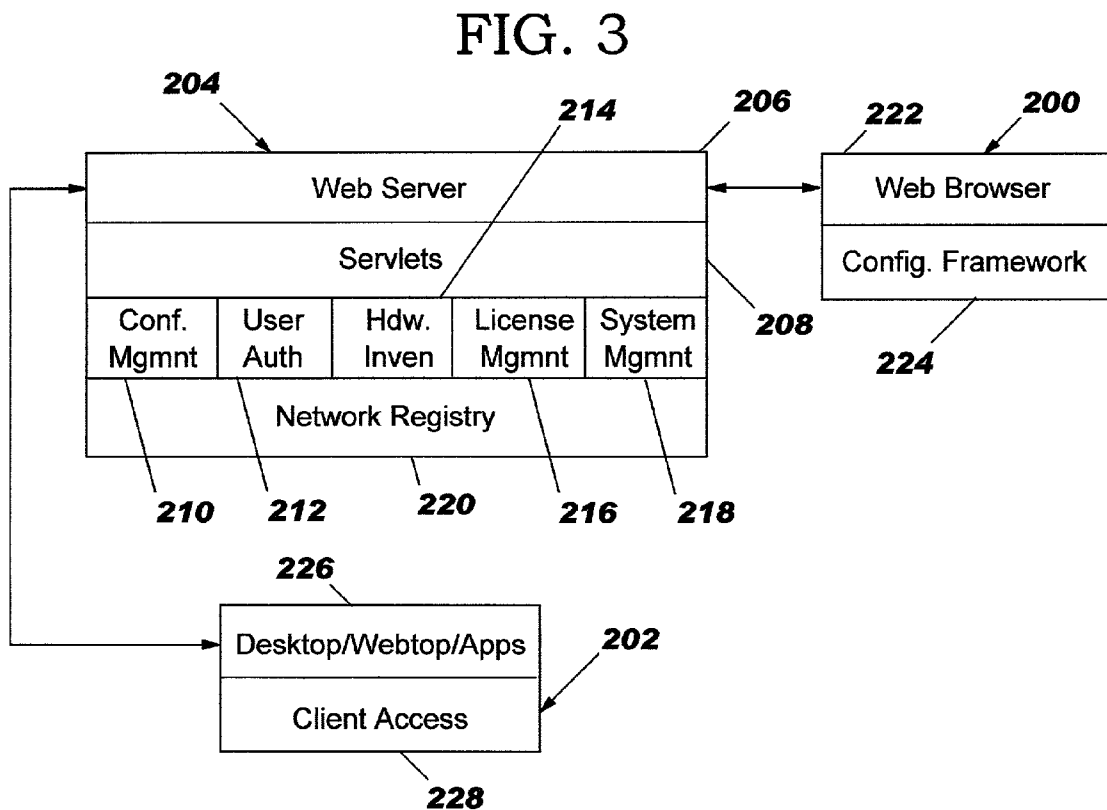 FIG. 3
204
214
206
222
200
Web Server
Web Browser
Servlets
Config. Framework
208
224
Conf.
Mgmnt
User
Auth
Hdw.
Inven
License
Mgmnt
System
Mgmnt
Network Registry
210
212
220
216
218
226
Desktop/Webtop/Apps
202
Client Access
228